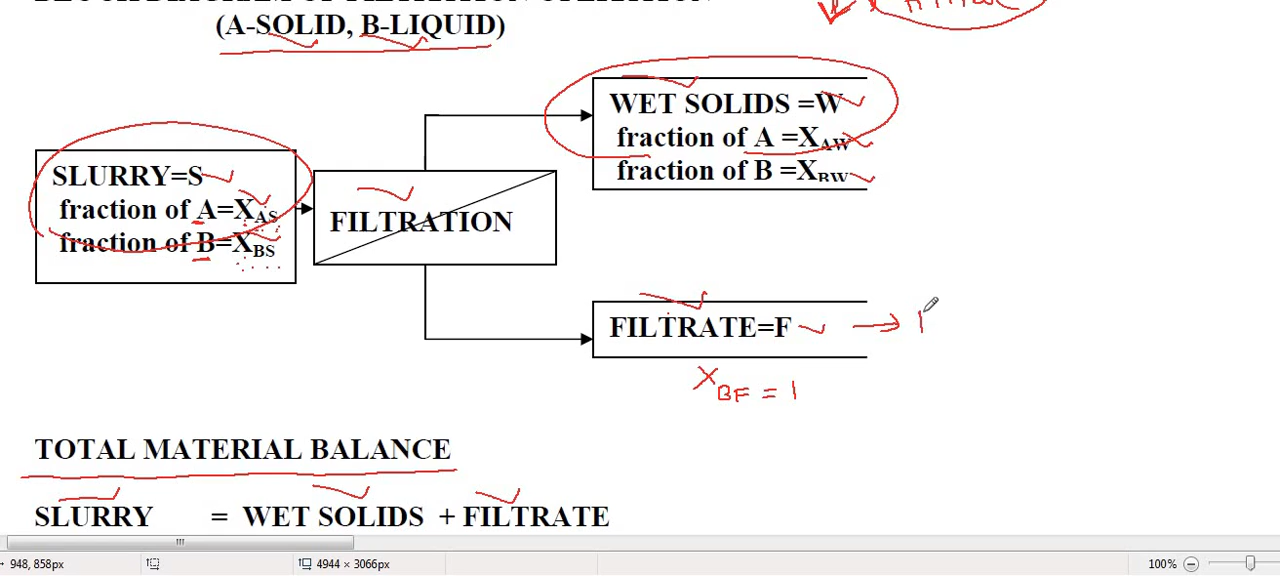 (A-SOLID, B-LIQUID)
WET SOLIDS =W
fraction of A =XAW
fraction of B =XBW
SLURRY=S
fraction of A=XAS
fraction of B=XBS
FILTRATION
FILTRATE=F
XBF = 1
TOTAL MATERIAL BALANCE
SLURRY = WET SOLIDS + FILTRATE
948, 858px
4944 × 3066px
100%